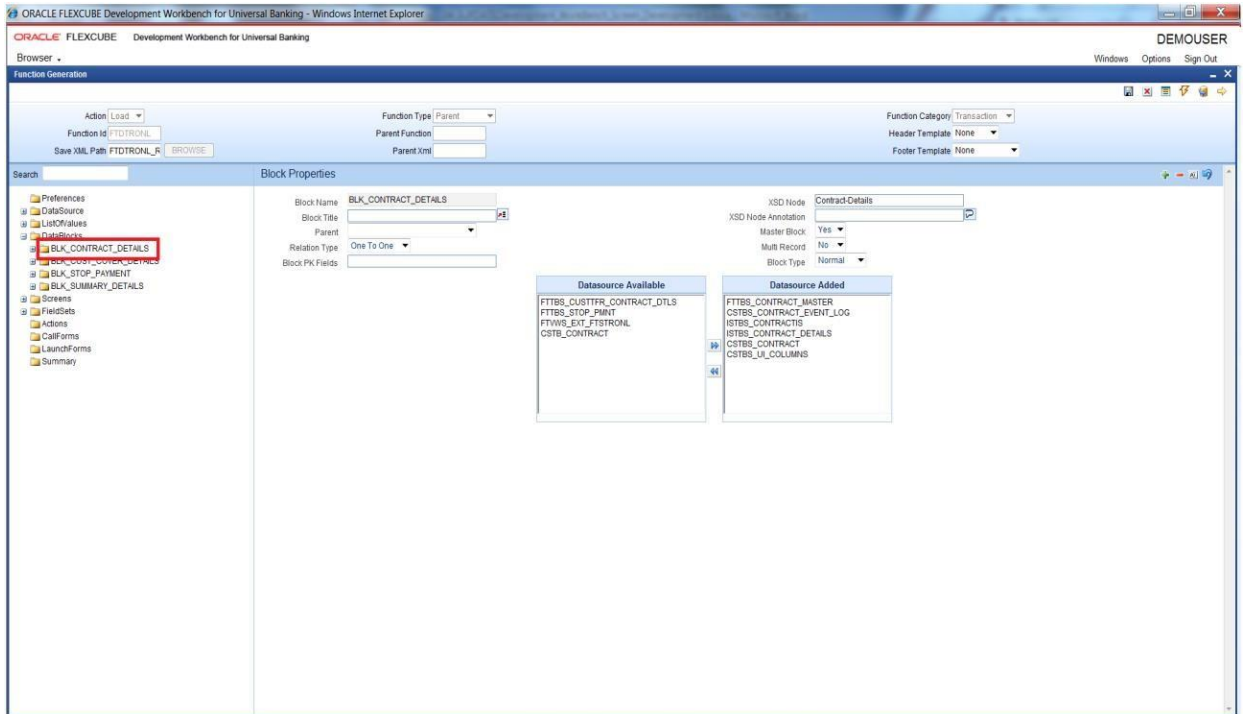 ORACLE FLEXCUBE Development Workbench for Universal Banking - Windows Internet Explorer
ORACLE FLEXCUBE Development Workbench for Universal Banking
DEMOUSER
Browser
Windows Options Sign Out
Function Generation
Action Load
Function Type Parent
Function Category Transaction
Function Id FTDTRONL
Parent Function
Header Template None
Save XML Path FTDTRONL_R BROWSE
Parent Xml
Footer Template None
Search
Block Properties
Preferences
DataSource
ListOfValues
DataBlocks
BLK_CONTRACT_DETAILS
BLK_CUST_COVER_DETAILS
BLK_STOP_PAYMENT
BLK_SUMMARY_DETAILS
Screens
FieldSets
Actions
CallForms
LaunchForms
Summary
Block Name BLK_CONTRACT_DETAILS
Block Title
Parent
Relation Type One To One
Block PK Fields
XSD Node Contract-Details
XSD Node Annotation
Master Block Yes
Multi Record No
Block Type Normal
Datasource Available
FTTBS_CUSTTFR_CONTRACT_DTLS
FTTBS_STOP_PMNT
FTVWS_EXT_FTSTRONL
CSTB_CONTRACT
Datasource Added
FTTBS_CONTRACT_MASTER
CSTBS_CONTRACT_EVENT_LOG
ISTBS_CONTRACTIS
ISTBS_CONTRACT_DETAILS
CSTBS_CONTRACT
CSTBS_UI_COLUMNS